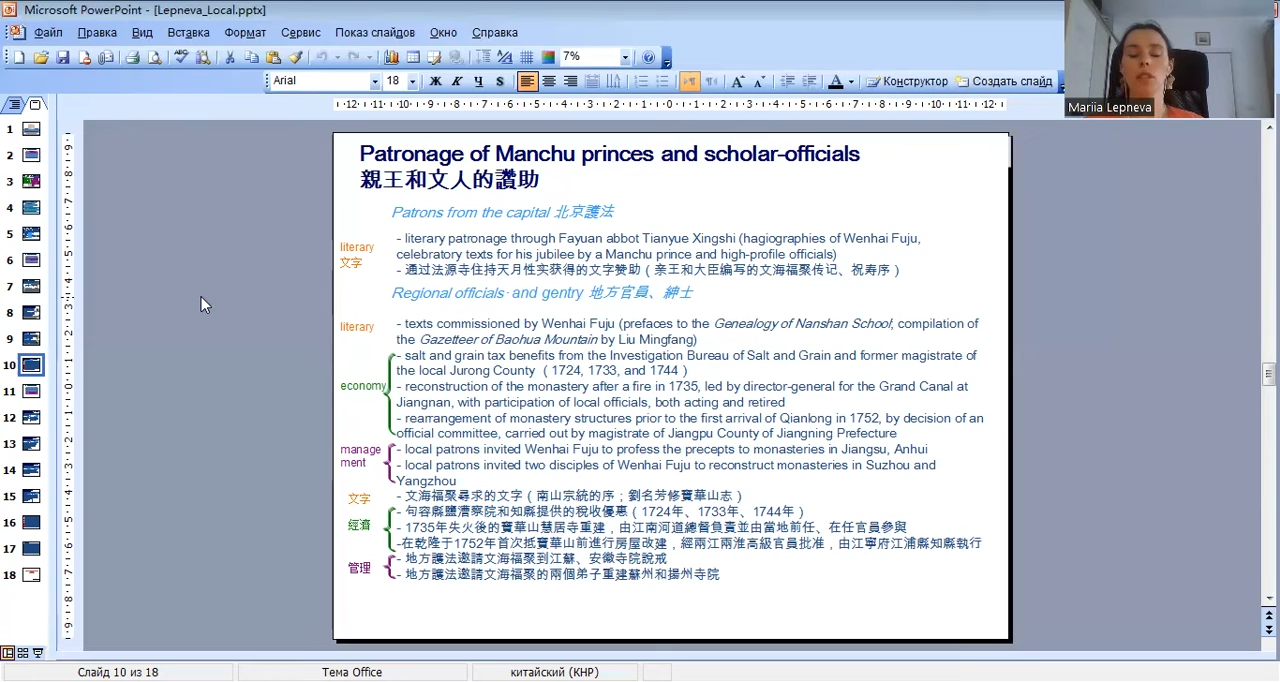 Microsoft PowerPoint - [Lepneva_Local.pptx]
Файл Правка Вид Вставка Формат Сервис Показ слайдов Окно Справка
7%
Arial 18 Ж К Ч S Конструктор Создать слайд
Mariia Lepneva
Patronage of Manchu princes and scholar-officials
親王和文人的讚助
Patrons from the capital 北京護法
literary
文字
- literary patronage through Fayuan abbot Tianyue Xingshi (hagiographies of Wenhai Fuju,
celebratory texts for his jubilee by a Manchu prince and high-profile officials)
- 通过法源寺住持天月性实获得的文字赞助（亲王和大臣编写的文海福聚传记、祝寿序）
Regional officials and gentry 地方官員、紳士
literary
- texts commissioned by Wenhai Fuju (prefaces to the Genealogy of Nanshan School, compilation of
the Gazetteer of Baohua Mountain by Liu Mingfang)
economy
- salt and grain tax benefits from the Investigation Bureau of Salt and Grain and former magistrate of
the local Jurong County （1724, 1733, and 1744）
- reconstruction of the monastery after a fire in 1735, led by director-general for the Grand Canal at
Jiangnan, with participation of local officials, both acting and retired
- rearrangement of monastery structures prior to the first arrival of Qianlong in 1752, by decision of an
official committee, carried out by magistrate of Jiangpu County of Jiangning Prefecture
manage
ment
- local patrons invited Wenhai Fuju to profess the precepts to monasteries in Jiangsu, Anhui
- local patrons invited two disciples of Wenhai Fuju to reconstruct monasteries in Suzhou and
Yangzhou
文字
- 文海福聚尋求的文字（南山宗統的序；劉名芳修寶華山志）
經濟
- 句容縣鹽漕察院和知縣提供的稅收優惠（1724年、1733年、1744年）
- 1735年失火後的寶華山慧居寺重建，由江南河道總督負責並由當地前任、在任官員參與
-在乾隆于1752年首次抵寶華山前進行房屋改建，經兩江兩淮高級官員批准，由江寧府江浦縣知縣執行
管理
- 地方護法邀請文海福聚到江蘇、安徽寺院說戒
- 地方護法邀請文海福聚的兩個弟子重建蘇州和揚州寺院
1
2
3
4
5
6
7
8
9
10
11
12
13
14
15
16
17
18
Слайд 10 из 18 Тема Office китайский (КНР)